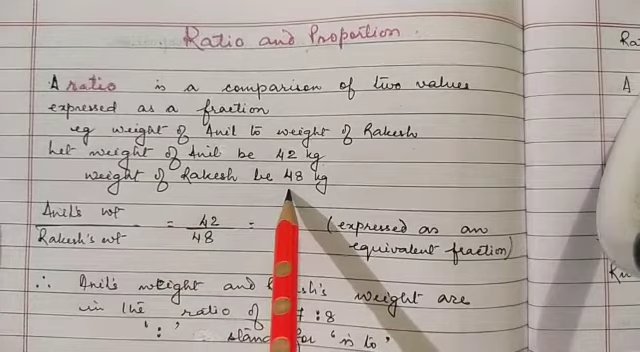 Ratio and Proportion
A ratio is a comparison of two values
expressed as a fraction
eg weight of Anil to weight of Rakesh
Let weight of Anil be 42 kg
weight of Rakesh be 48 kg
Anil's wt / Rakesh's wt = 42 / 48 = (expressed as an
equivalent fraction)
∴ Anil's weight and weight are
in the ratio of 7 : 8
' : ' for 'is to'
Ra
A